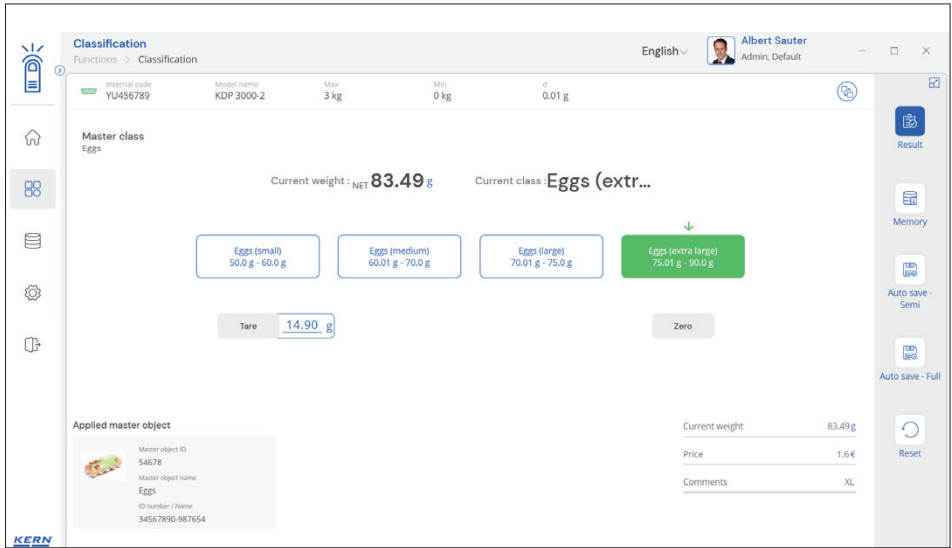 Classification
Functions > Classification
English
Albert Sauter
Admin, Default
Internal code
YU456789
Model name
KDP 3000-2
Max
3 kg
Min
0 kg
d
0.01 g
Master class
Eggs
Current weight : NET 83.49 g
Current class : Eggs (extr...
Eggs (small)
50.0 g - 60.0 g
Eggs (medium)
60.01 g - 70.0 g
Eggs (large)
70.01 g - 75.0 g
Eggs (extra large)
75.01 g - 90.0 g
Tare
14.90 g
Zero
Applied master object
Master object ID
54678
Master object name
Eggs
ID number / Name
34567890-987654
Current weight 83.49 g
Price 1.6 €
Comments XL
Result
Memory
Auto save -
Semi
Auto save - Full
Reset
KERN